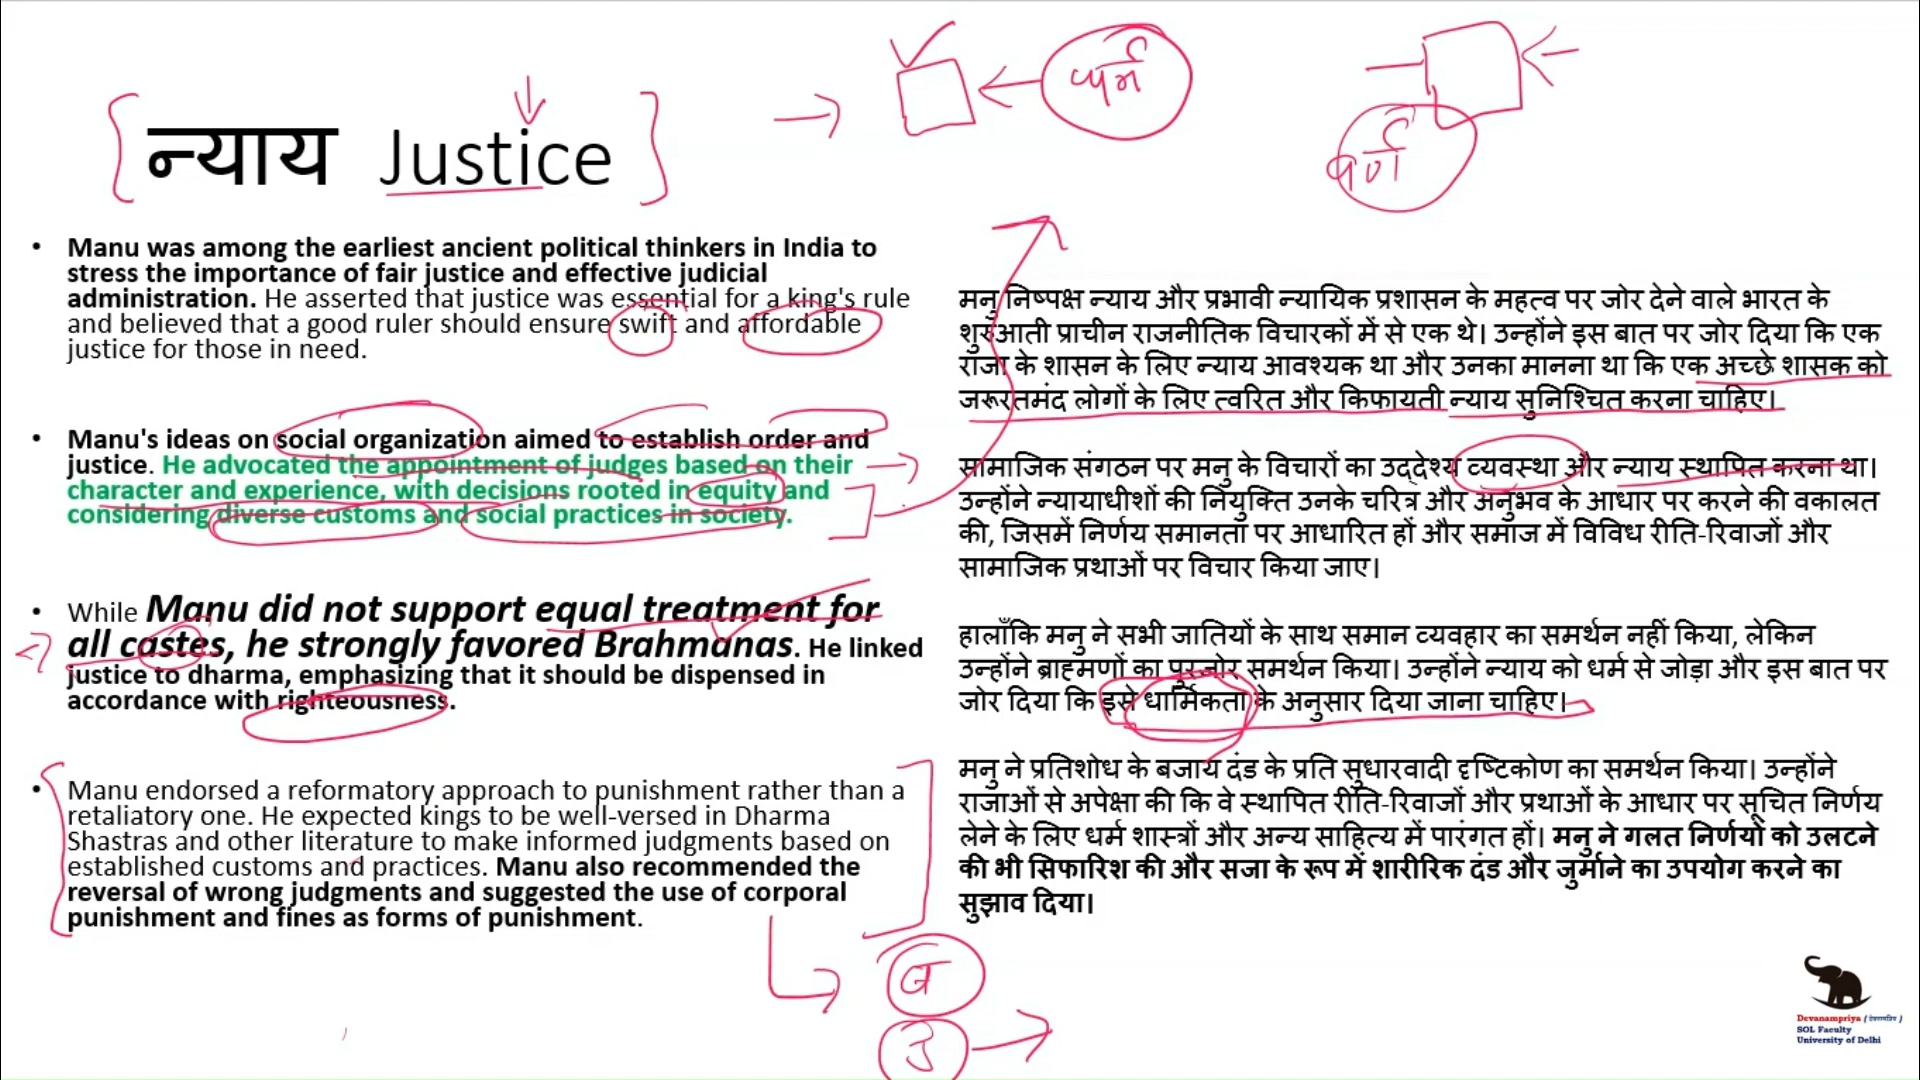 न्याय Justice
धर्म
वर्ण
• Manu was among the earliest ancient political thinkers in India to
stress the importance of fair justice and effective judicial
administration. He asserted that justice was essential for a king's rule
and believed that a good ruler should ensure swift and affordable
justice for those in need.
• Manu's ideas on social organization aimed to establish order and
justice. He advocated the appointment of judges based on their
character and experience, with decisions rooted in equity and
considering diverse customs and social practices in society.
• While Manu did not support equal treatment for
all castes, he strongly favored Brahmanas. He linked
justice to dharma, emphasizing that it should be dispensed in
accordance with righteousness.
• Manu endorsed a reformatory approach to punishment rather than a
retaliatory one. He expected kings to be well-versed in Dharma
Shastras and other literature to make informed judgments based on
established customs and practices. Manu also recommended the
reversal of wrong judgments and suggested the use of corporal
punishment and fines as forms of punishment.
मनु निष्पक्ष न्याय और प्रभावी न्यायिक प्रशासन के महत्व पर जोर देने वाले भारत के
शुरुआती प्राचीन राजनीतिक विचारकों में से एक थे। उन्होंने इस बात पर जोर दिया कि एक
राजा के शासन के लिए न्याय आवश्यक था और उनका मानना था कि एक अच्छे शासक को
जरूरतमंद लोगों के लिए त्वरित और किफायती न्याय सुनिश्चित करना चाहिए।
सामाजिक संगठन पर मनु के विचारों का उद्देश्य व्यवस्था और न्याय स्थापित करना था।
उन्होंने न्यायाधीशों की नियुक्ति उनके चरित्र और अनुभव के आधार पर करने की वकालत
की, जिसमें निर्णय समानता पर आधारित हों और समाज में विविध रीति-रिवाजों और
सामाजिक प्रथाओं पर विचार किया जाए।
हालाँकि मनु ने सभी जातियों के साथ समान व्यवहार का समर्थन नहीं किया, लेकिन
उन्होंने ब्राह्मणों का पुरजोर समर्थन किया। उन्होंने न्याय को धर्म से जोड़ा और इस बात पर
जोर दिया कि इसे धार्मिकता के अनुसार दिया जाना चाहिए।
मनु ने प्रतिशोध के बजाय दंड के प्रति सुधारवादी दृष्टिकोण का समर्थन किया। उन्होंने
राजाओं से अपेक्षा की कि वे स्थापित रीति-रिवाजों और प्रथाओं के आधार पर सूचित निर्णय
लेने के लिए धर्म शास्त्रों और अन्य साहित्य में पारंगत हों। मनु ने गलत निर्णयों को उलटने
की भी सिफारिश की और सजा के रूप में शारीरिक दंड और जुर्माने का उपयोग करने का
सुझाव दिया।
Devanampriya ( देवानामप्रिय )
SOL Faculty
University of Delhi